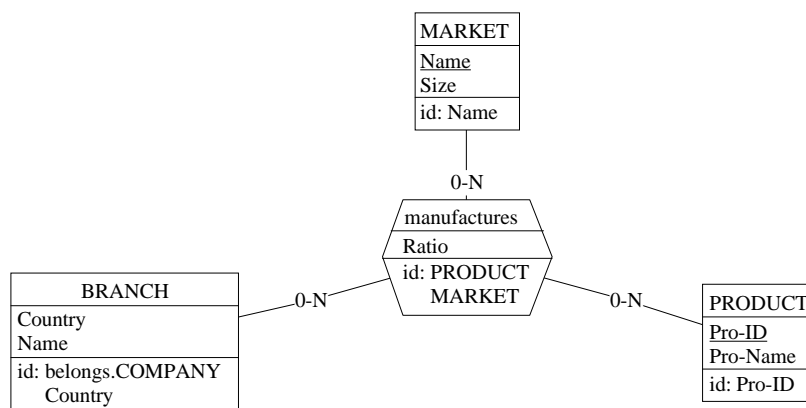 MARKET
Name
Size
id: Name
0-N
manufactures
Ratio
id: PRODUCT
MARKET
BRANCH
Country
Name
id: belongs.COMPANY
Country
0-N
0-N
PRODUCT
Pro-ID
Pro-Name
id: Pro-ID